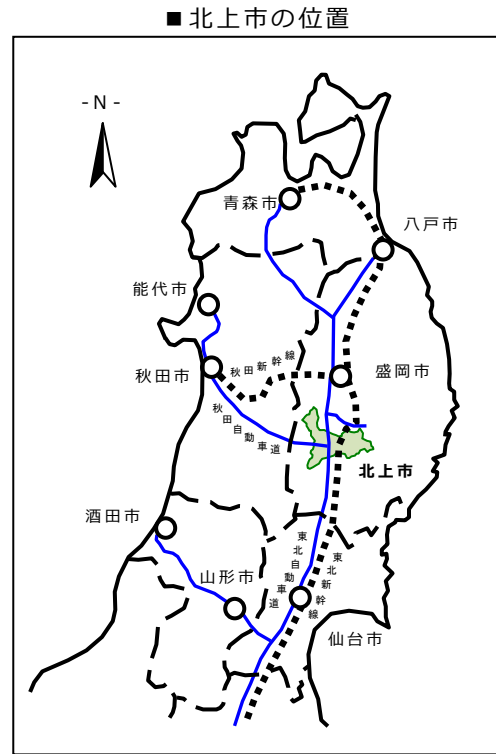 ■北上市の位置
-N-
青森市
八戸市
能代市
秋田新幹線
秋田市
盛岡市
秋田自動車道
北上市
酒田市
東北自動車道
東北新幹線
山形市
仙台市